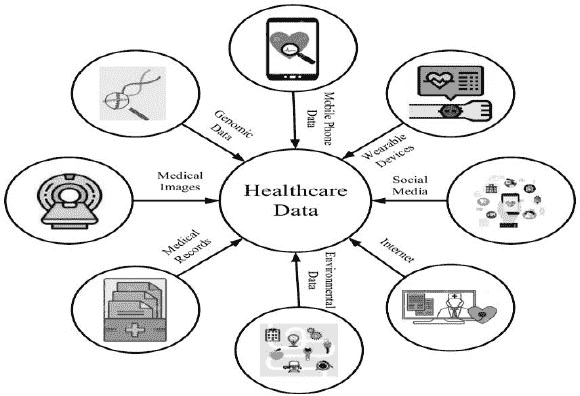 Mobile Phone
Data
Wearable
Devices
Social
Media
Internet
Environmental
Data
Medical
Records
Medical
Images
Genomic
Data
Healthcare
Data